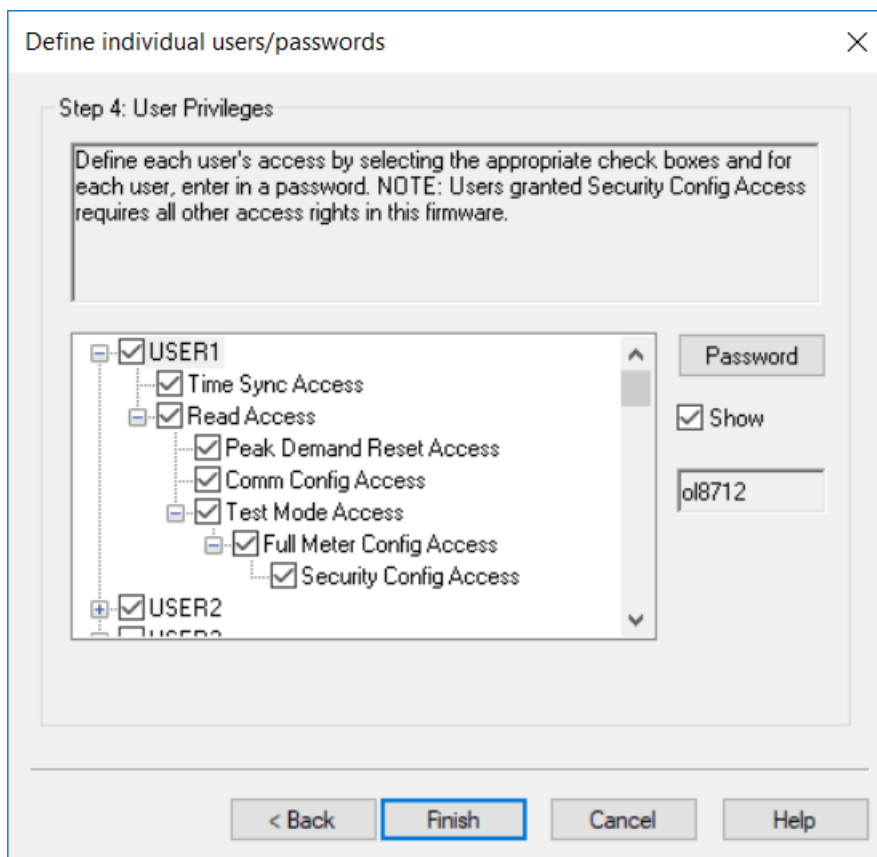 Define individual users/passwords
Step 4: User Privileges
Define each user's access by selecting the appropriate check boxes and for
each user, enter in a password. NOTE: Users granted Security Config Access
requires all other access rights in this firmware.
USER1
Time Sync Access
Read Access
Peak Demand Reset Access
Comm Config Access
Test Mode Access
Full Meter Config Access
Security Config Access
USER2
Password
Show
ol8712
< Back
Finish
Cancel
Help